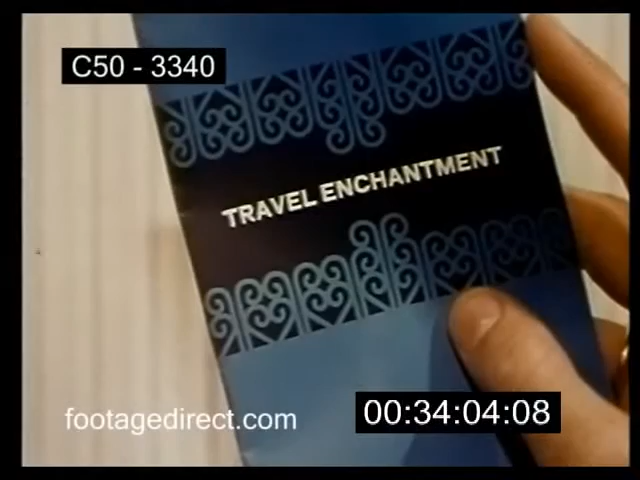 C50 - 3340
TRAVEL ENCHANTMENT
footagedirect.com
00:34:04:08